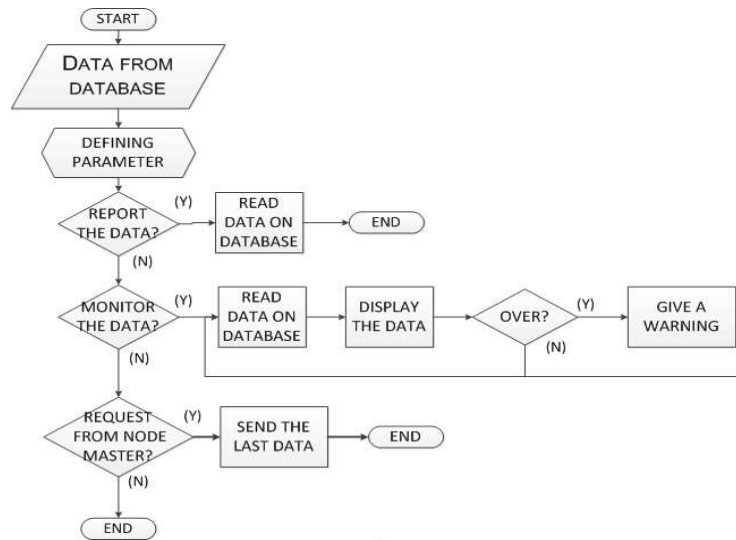 START
DATA FROM
DATABASE
DEFINING
PARAMETER
REPORT
THE DATA?
(Y)
READ
DATA ON
DATABASE
END
(N)
MONITOR
THE DATA?
(Y)
READ
DATA ON
DATABASE
DISPLAY
THE DATA
OVER?
(Y)
GIVE A
WARNING
(N)
(N)
REQUEST
FROM NODE
MASTER?
(Y)
SEND THE
LAST DATA
END
(N)
END